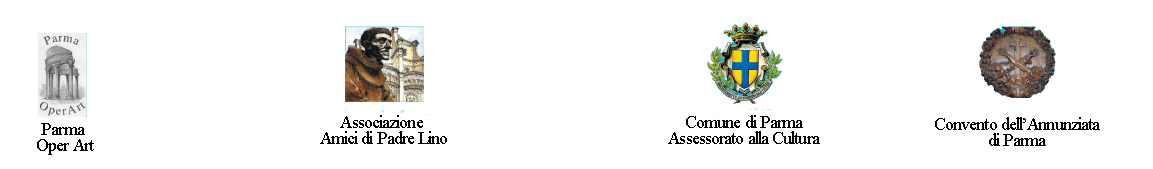 Parma
OperArt
Parma
Oper Art
Associazione
Amici di Padre Lino
Comune di Parma
Assessorato alla Cultura
Convento dell'Annunziata
di Parma